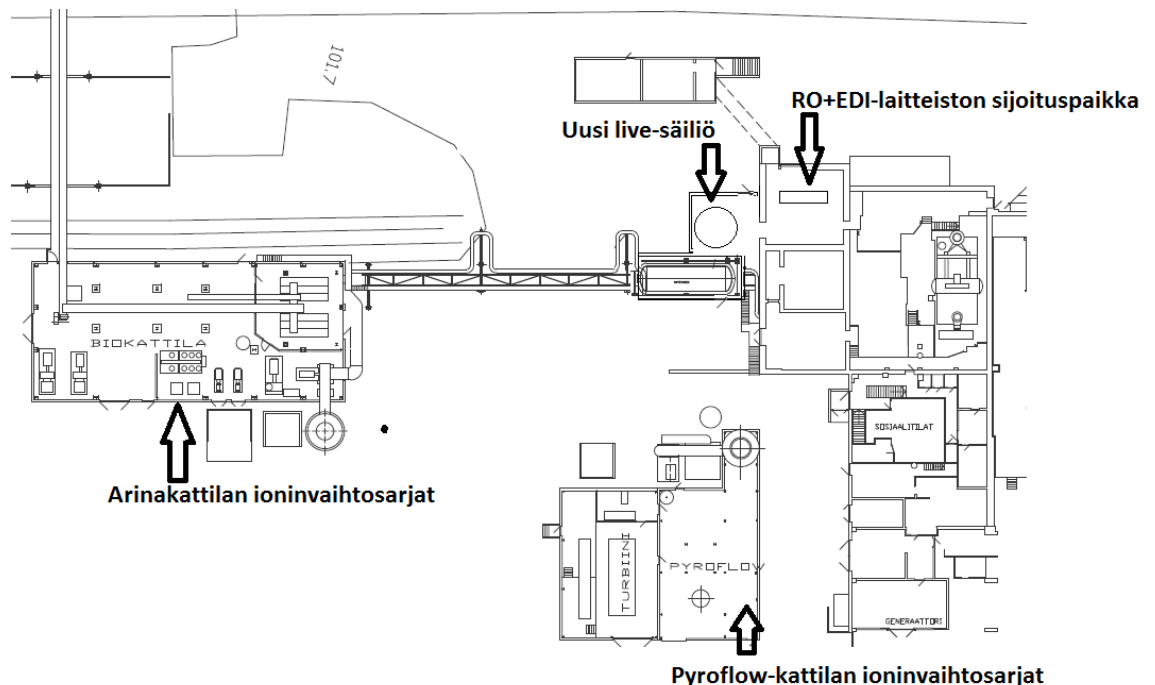 101.7
RO+EDI-laitteiston sijoituspaikka
Uusi live-säiliö
BIOKATTILA
SOSIAALITILAT
Arinakattilan ioninvaihtosarjat
TURBIINI
PYROFLOW
GENERAATTORI
Pyroflow-kattilan ioninvaihtosarjat